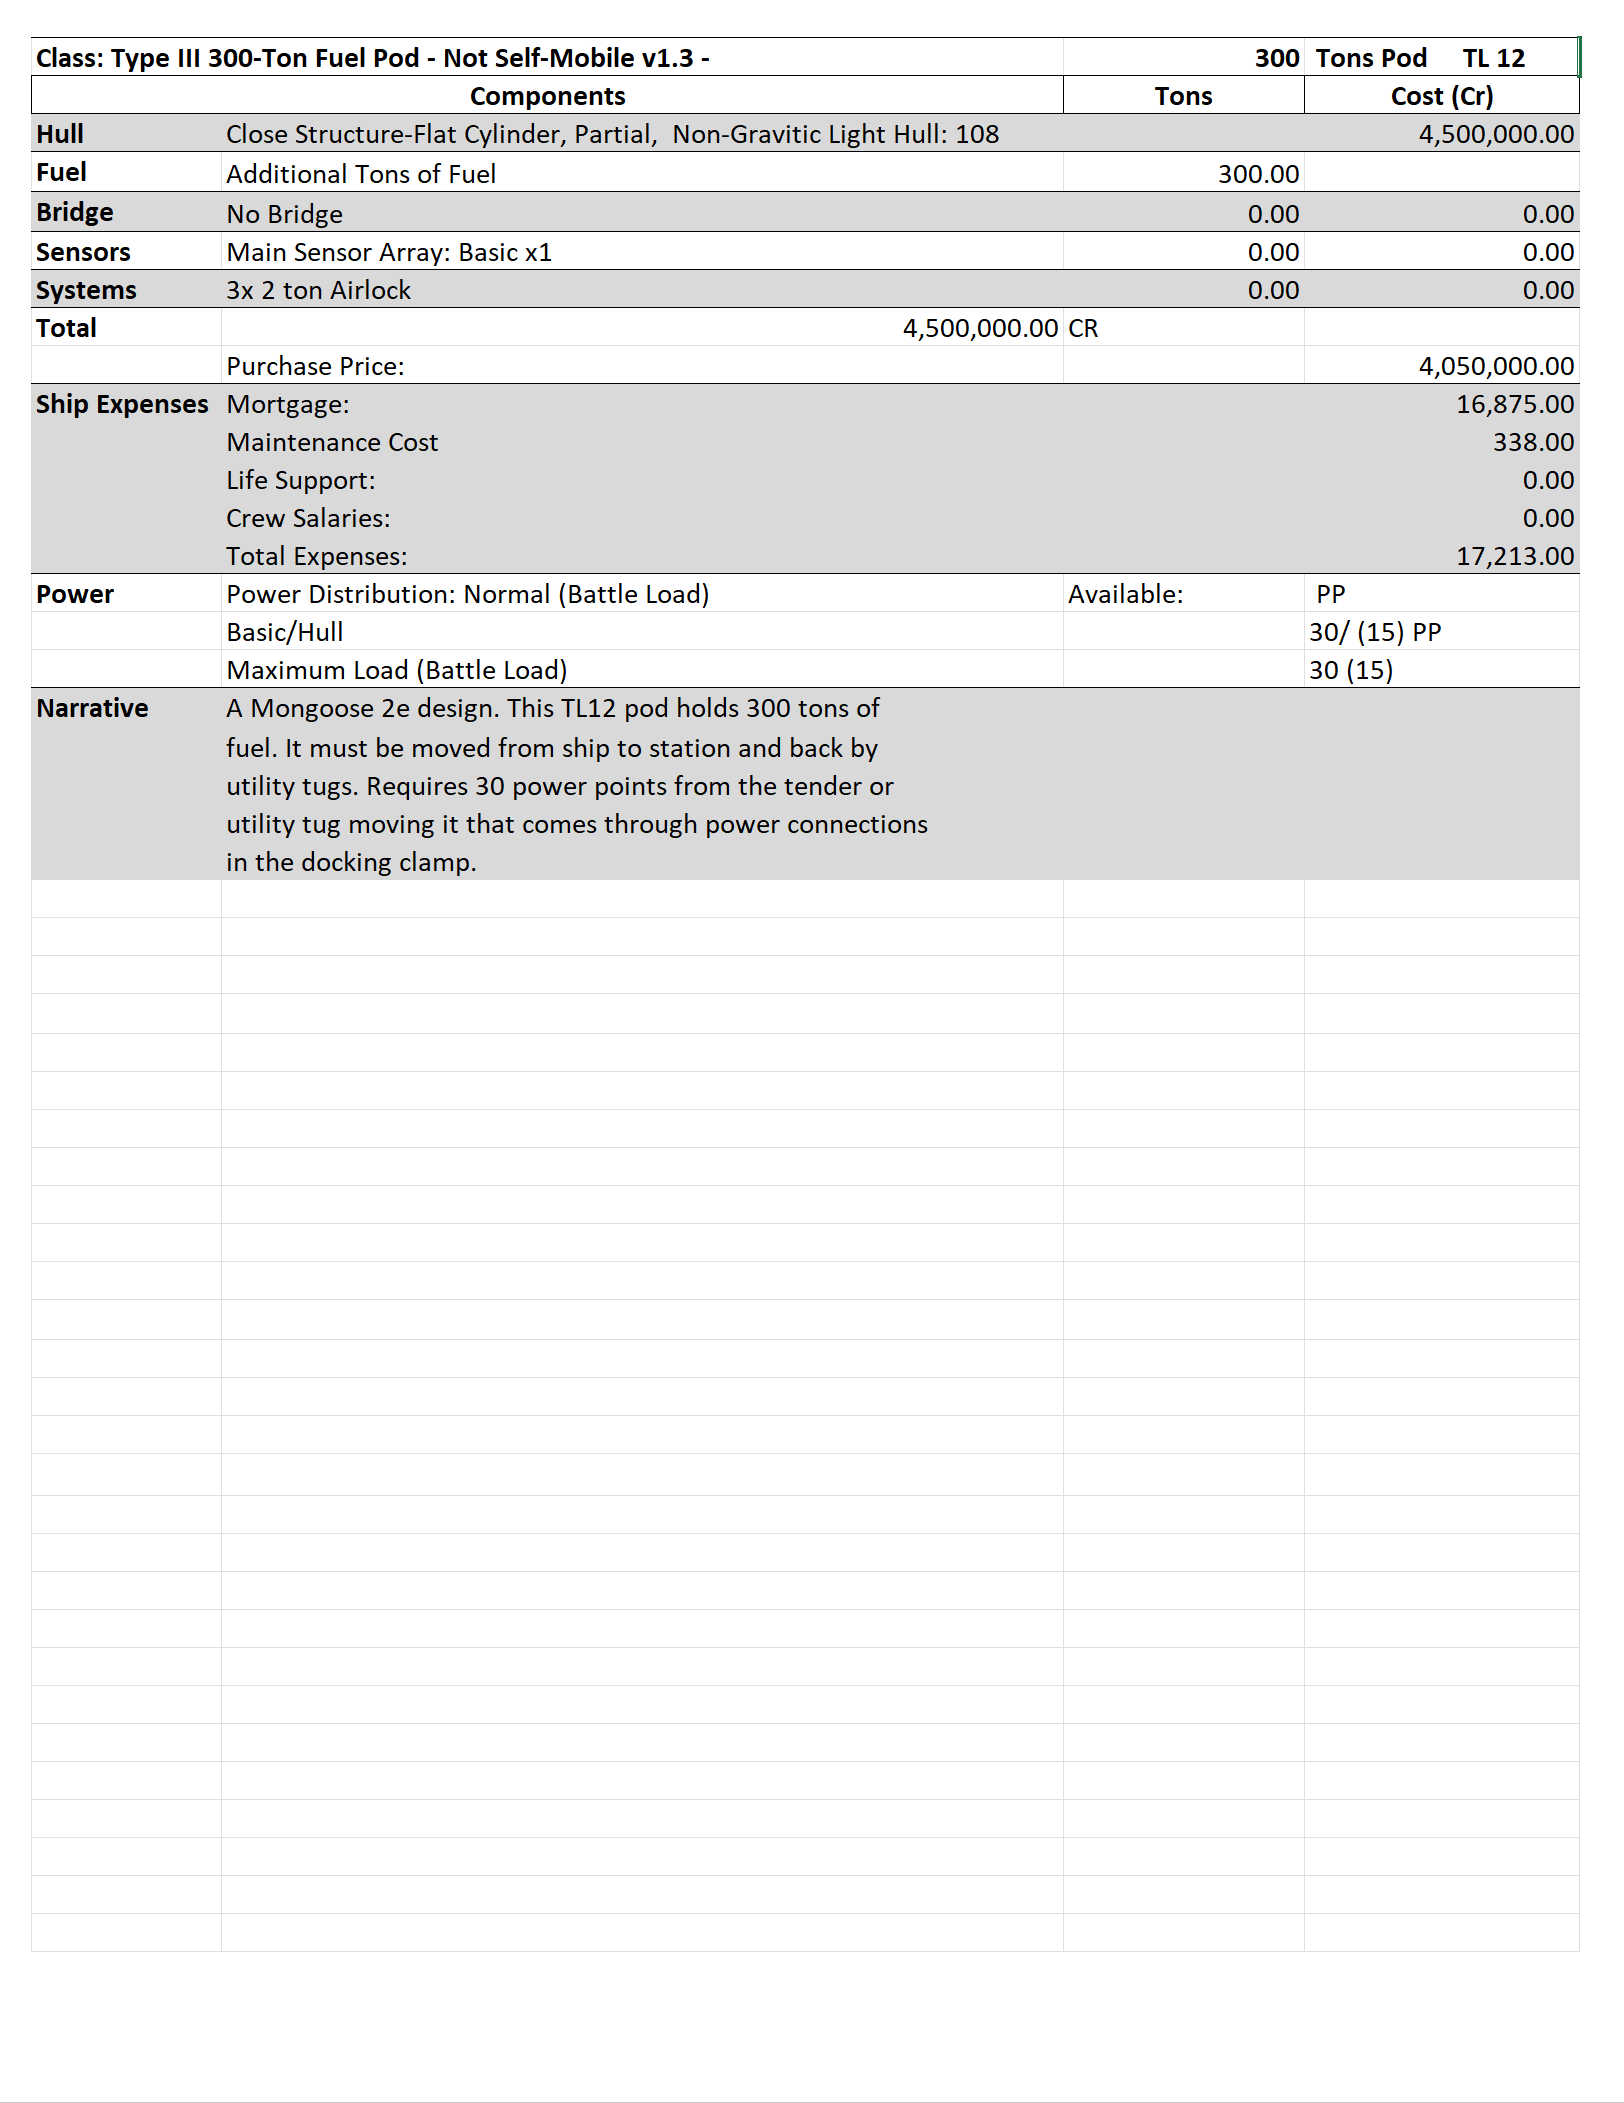 Class: Type III 300-Ton Fuel Pod - Not Self-Mobile v1.3 - 300 Tons Pod TL 12
Components Tons Cost (Cr)
Hull Close Structure-Flat Cylinder, Partial, Non-Gravitic Light Hull: 108 4,500,000.00
Fuel Additional Tons of Fuel 300.00
Bridge No Bridge 0.00 0.00
Sensors Main Sensor Array: Basic x1 0.00 0.00
Systems 3x 2 ton Airlock 0.00 0.00
Total 4,500,000.00 CR
Purchase Price: 4,050,000.00
Ship Expenses Mortgage: 16,875.00
Maintenance Cost 338.00
Life Support: 0.00
Crew Salaries: 0.00
Total Expenses: 17,213.00
Power Power Distribution: Normal (Battle Load) Available: PP
Basic/Hull 30/ (15) PP
Maximum Load (Battle Load) 30 (15)
Narrative A Mongoose 2e design. This TL12 pod holds 300 tons of
fuel. It must be moved from ship to station and back by
utility tugs. Requires 30 power points from the tender or
utility tug moving it that comes through power connections
in the docking clamp.